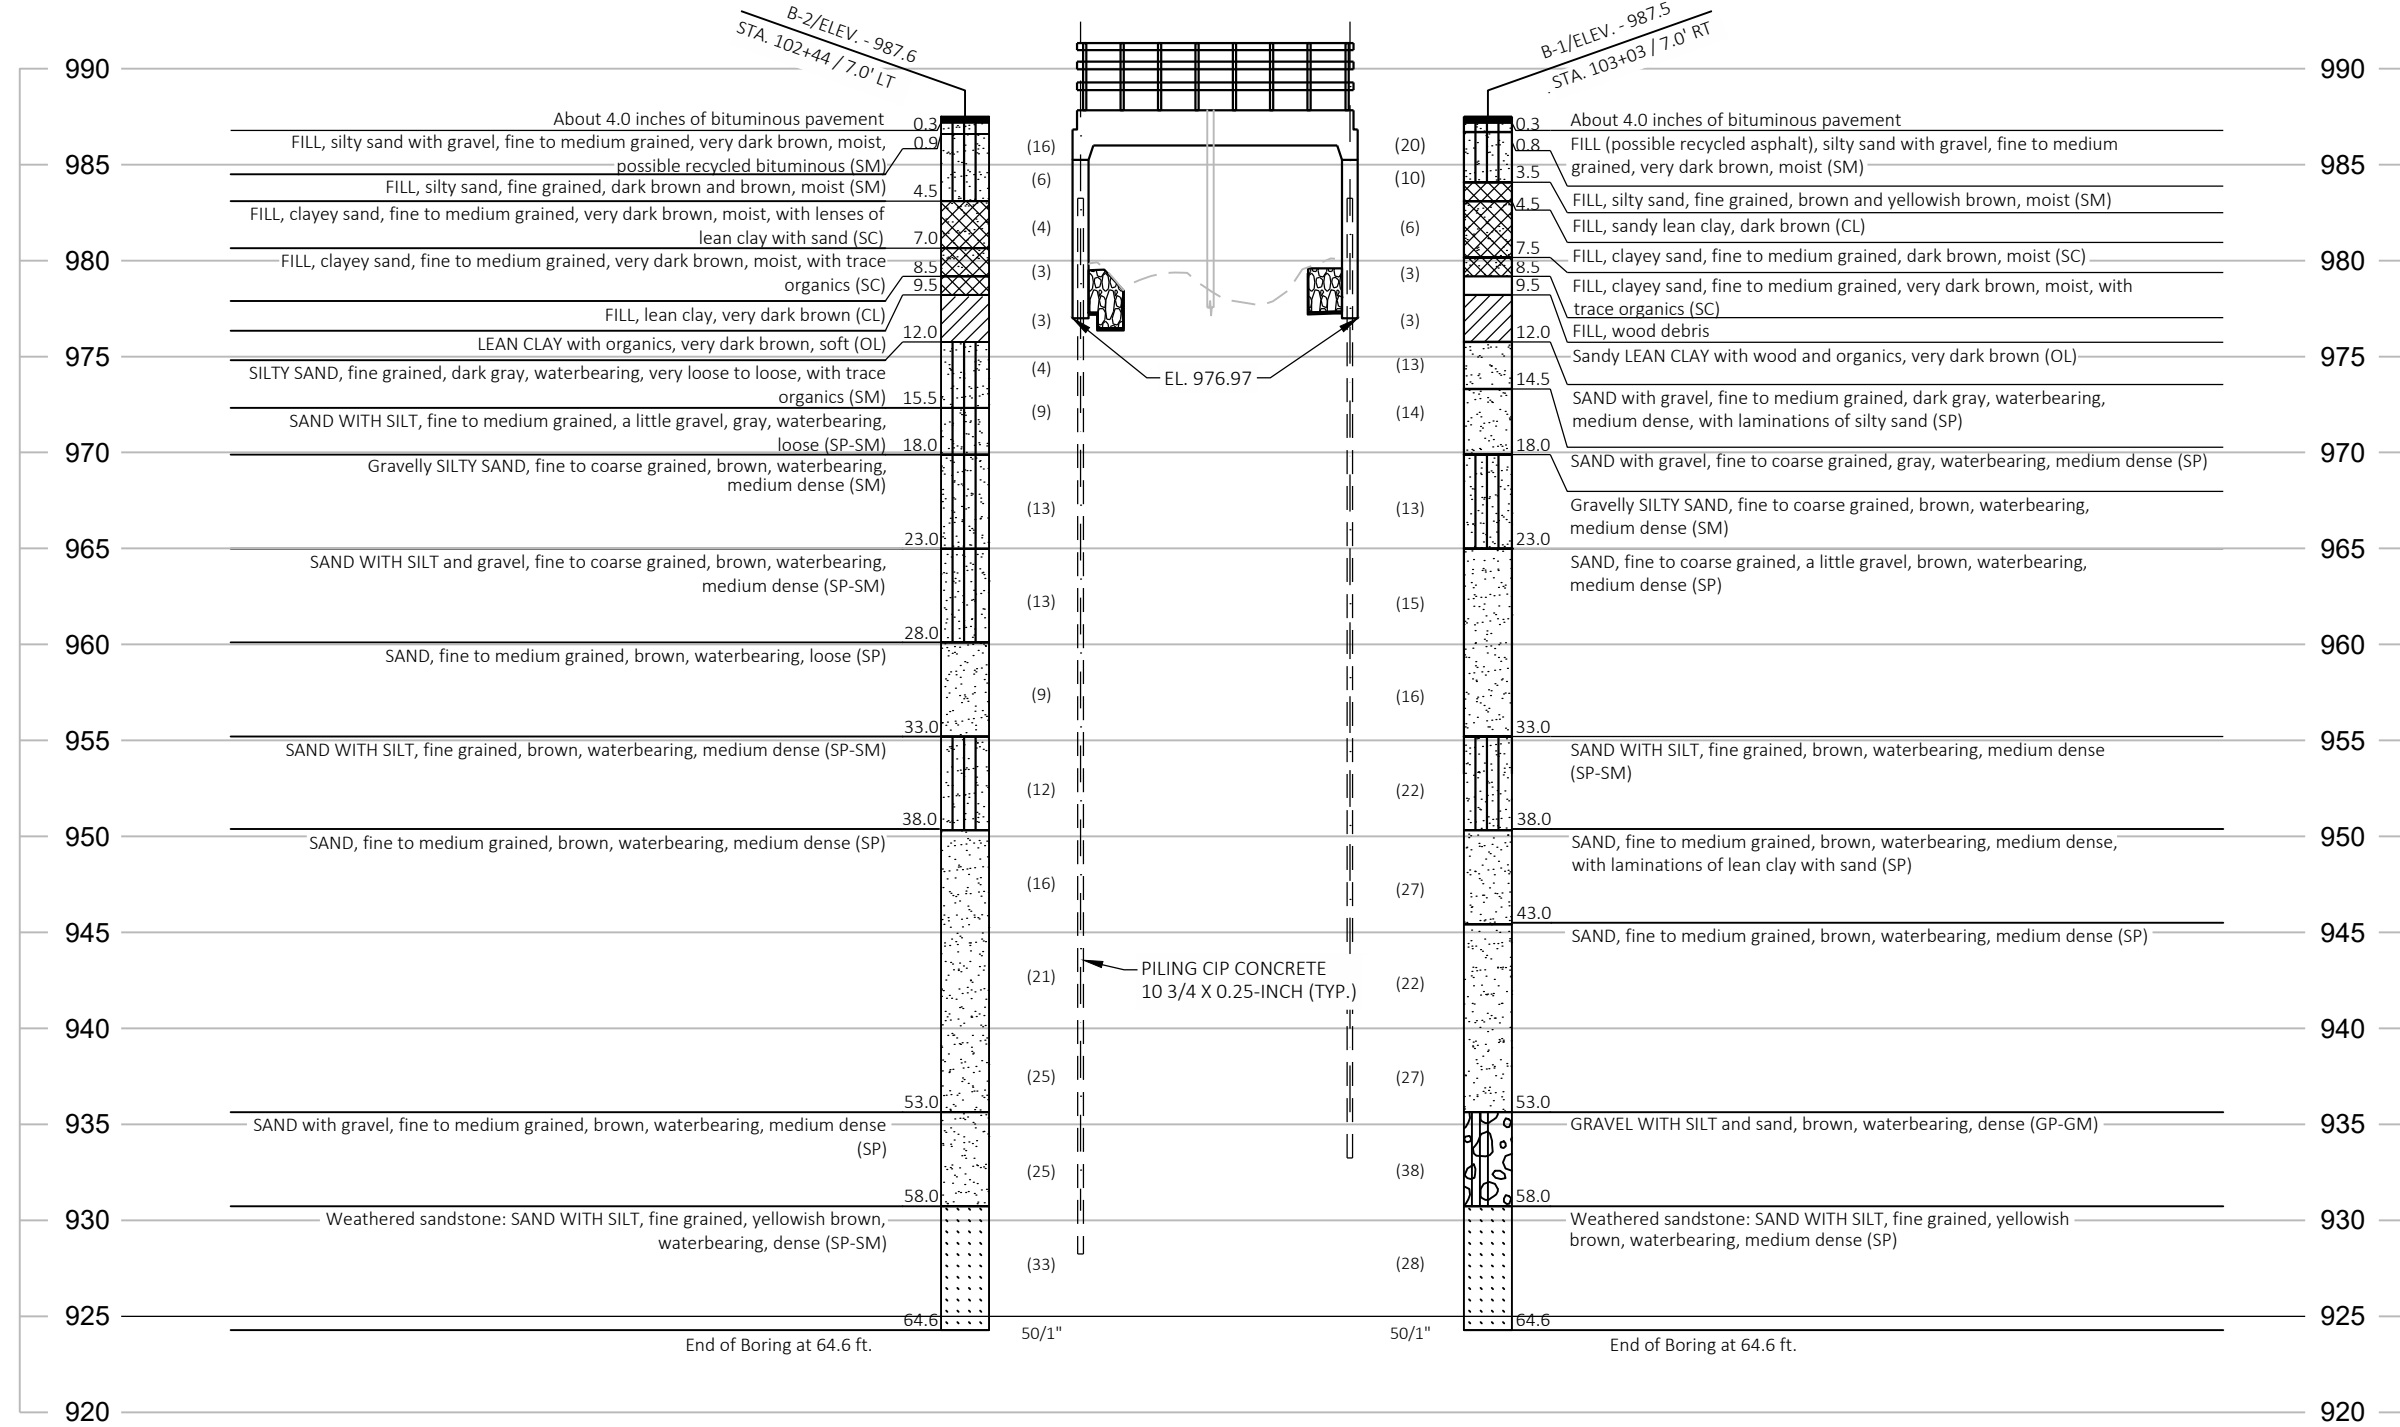 B-2/ELEV. - 987.6
STA. 102+44 / 7.0' LT
B-1/ELEV. - 987.5
STA. 103+03 / 7.0' RT
990
985
980
975
970
965
960
955
950
945
940
935
930
925
920
About 4.0 inches of bituminous pavement
0.3
FILL, silty sand with gravel, fine to medium grained, very dark brown, moist,
possible recycled bituminous (SM)
0.9
FILL, silty sand, fine grained, dark brown and brown, moist (SM)
4.5
FILL, clayey sand, fine to medium grained, very dark brown, moist, with lenses of
lean clay with sand (SC)
7.0
FILL, clayey sand, fine to medium grained, very dark brown, moist, with trace
organics (SC)
8.5
FILL, lean clay, very dark brown (CL)
9.5
LEAN CLAY with organics, very dark brown, soft (OL)
12.0
SILTY SAND, fine grained, dark gray, waterbearing, very loose to loose, with trace
organics (SM)
15.5
SAND WITH SILT, fine to medium grained, a little gravel, gray, waterbearing,
loose (SP-SM)
18.0
Gravelly SILTY SAND, fine to coarse grained, brown, waterbearing,
medium dense (SM)
23.0
SAND WITH SILT and gravel, fine to coarse grained, brown, waterbearing,
medium dense (SP-SM)
28.0
SAND, fine to medium grained, brown, waterbearing, loose (SP)
33.0
SAND WITH SILT, fine grained, brown, waterbearing, medium dense (SP-SM)
38.0
SAND, fine to medium grained, brown, waterbearing, medium dense (SP)
53.0
SAND with gravel, fine to medium grained, brown, waterbearing, medium dense
(SP)
58.0
Weathered sandstone: SAND WITH SILT, fine grained, yellowish brown,
waterbearing, dense (SP-SM)
64.6
End of Boring at 64.6 ft.
(16)
(6)
(4)
(3)
(3)
(4)
(9)
(13)
(13)
(9)
(12)
(16)
(21)
(25)
(25)
(33)
50/1"
EL. 976.97
PILING CIP CONCRETE
10 3/4 X 0.25-INCH (TYP.)
(20)
(10)
(6)
(3)
(3)
(13)
(14)
(13)
(15)
(16)
(22)
(27)
(22)
(27)
(38)
(28)
50/1"
0.3
About 4.0 inches of bituminous pavement
0.8
FILL (possible recycled asphalt), silty sand with gravel, fine to medium
grained, very dark brown, moist (SM)
3.5
FILL, silty sand, fine grained, brown and yellowish brown, moist (SM)
4.5
FILL, sandy lean clay, dark brown (CL)
7.5
FILL, clayey sand, fine to medium grained, dark brown, moist (SC)
8.5
FILL, clayey sand, fine to medium grained, very dark brown, moist, with
trace organics (SC)
9.5
FILL, wood debris
12.0
Sandy LEAN CLAY with wood and organics, very dark brown (OL)
14.5
SAND with gravel, fine to medium grained, dark gray, waterbearing,
medium dense, with laminations of silty sand (SP)
18.0
SAND with gravel, fine to coarse grained, gray, waterbearing, medium dense (SP)
Gravelly SILTY SAND, fine to coarse grained, brown, waterbearing,
medium dense (SM)
23.0
SAND, fine to coarse grained, a little gravel, brown, waterbearing,
medium dense (SP)
33.0
SAND WITH SILT, fine grained, brown, waterbearing, medium dense
(SP-SM)
38.0
SAND, fine to medium grained, brown, waterbearing, medium dense,
with laminations of lean clay with sand (SP)
43.0
SAND, fine to medium grained, brown, waterbearing, medium dense (SP)
53.0
GRAVEL WITH SILT and sand, brown, waterbearing, dense (GP-GM)
58.0
Weathered sandstone: SAND WITH SILT, fine grained, yellowish
brown, waterbearing, medium dense (SP)
64.6
End of Boring at 64.6 ft.
990
985
980
975
970
965
960
955
950
945
940
935
930
925
920